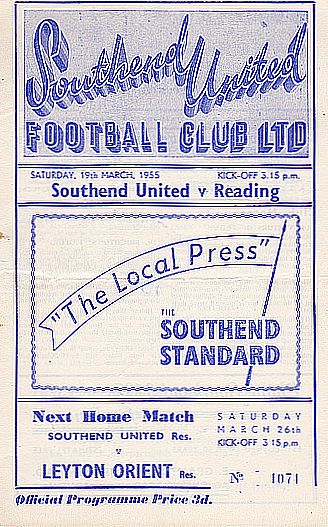 Southend United
FOOTBALL CLUB LTD
SATURDAY, 19TH MARCH, 1955 KICK-OFF 3.15 p.m.
Southend United v Reading
"The Local Press"
THE
SOUTHEND
STANDARD
Next Home Match
SOUTHEND UNITED Res.
v
LEYTON ORIENT Res.
SATURDAY
MARCH 26th
KICK-OFF 3.15 p.m
No 4071
Official Programme Price 3d.